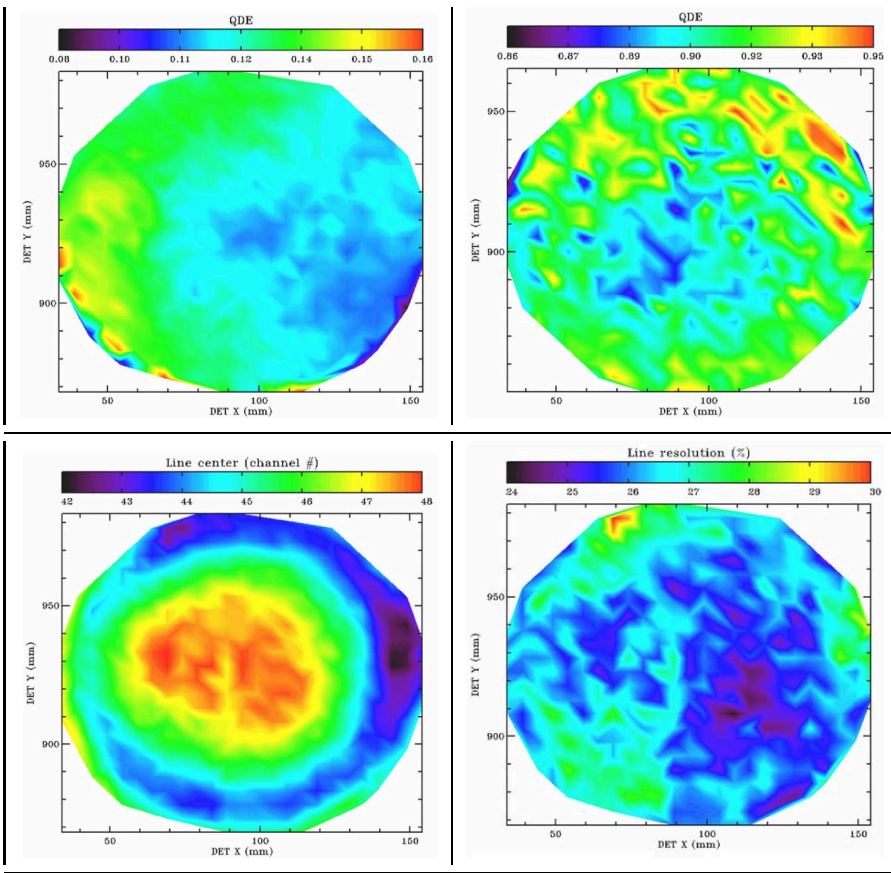 QDE
0.08 0.10 0.11 0.12 0.14 0.15 0.16
950
900
DET Y (mm)
50 100 150
DET X (mm)
QDE
0.86 0.87 0.89 0.90 0.92 0.93 0.95
950
900
DET Y (mm)
50 100 150
DET X (mm)
Line center (channel #)
42 43 44 45 46 47 48
950
900
DET Y (mm)
50 100 150
DET X (mm)
Line resolution (%)
24 25 26 27 28 29 30
950
900
DET Y (mm)
50 100 150
DET X (mm)